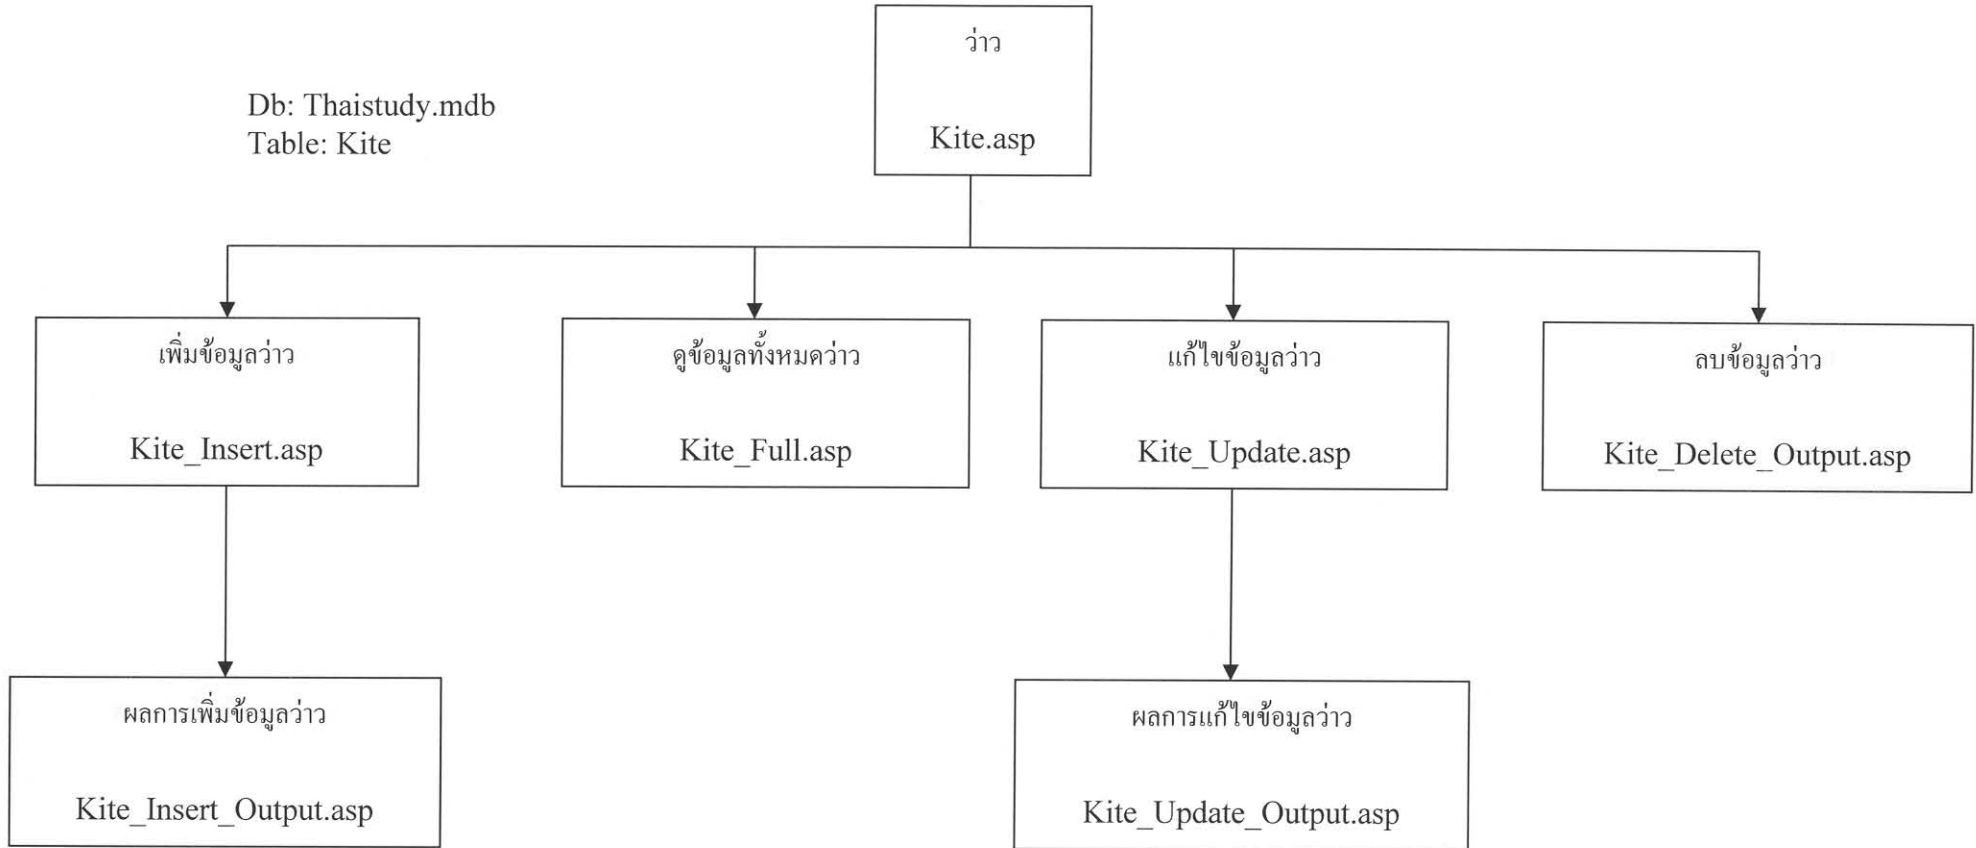 ว่าว
Kite.asp
Db: Thaistudy.mdb
Table: Kite
เพิ่มข้อมูลว่าว
Kite_Insert.asp
ดูข้อมูลทั้งหมดว่าว
Kite_Full.asp
แก้ไขข้อมูลว่าว
Kite_Update.asp
ลบข้อมูลว่าว
Kite_Delete_Output.asp
ผลการเพิ่มข้อมูลว่าว
Kite_Insert_Output.asp
ผลการแก้ไขข้อมูลว่าว
Kite_Update_Output.asp